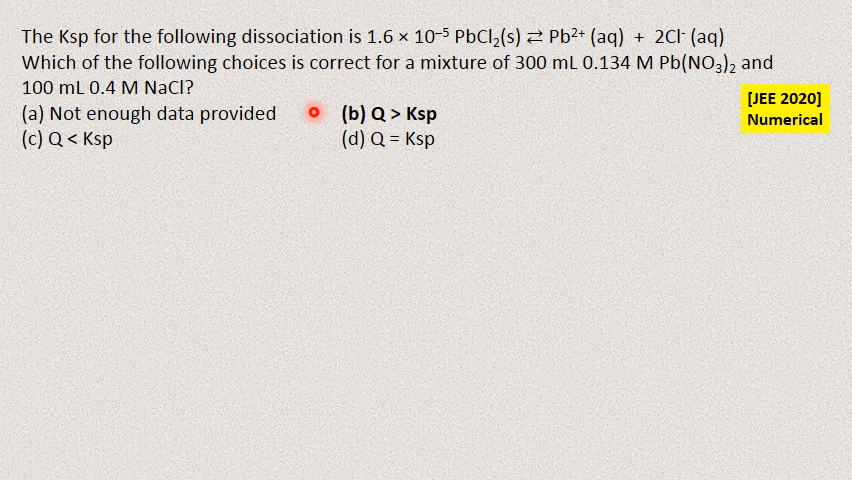 The Ksp for the following dissociation is 1.6 × 10⁻⁵ PbCl₂(s) ⇄ Pb²⁺ (aq) + 2Cl⁻ (aq)
Which of the following choices is correct for a mixture of 300 mL 0.134 M Pb(NO₃)₂ and
100 mL 0.4 M NaCl?
[JEE 2020]
Numerical
(a) Not enough data provided (b) Q > Ksp
(c) Q < Ksp (d) Q = Ksp